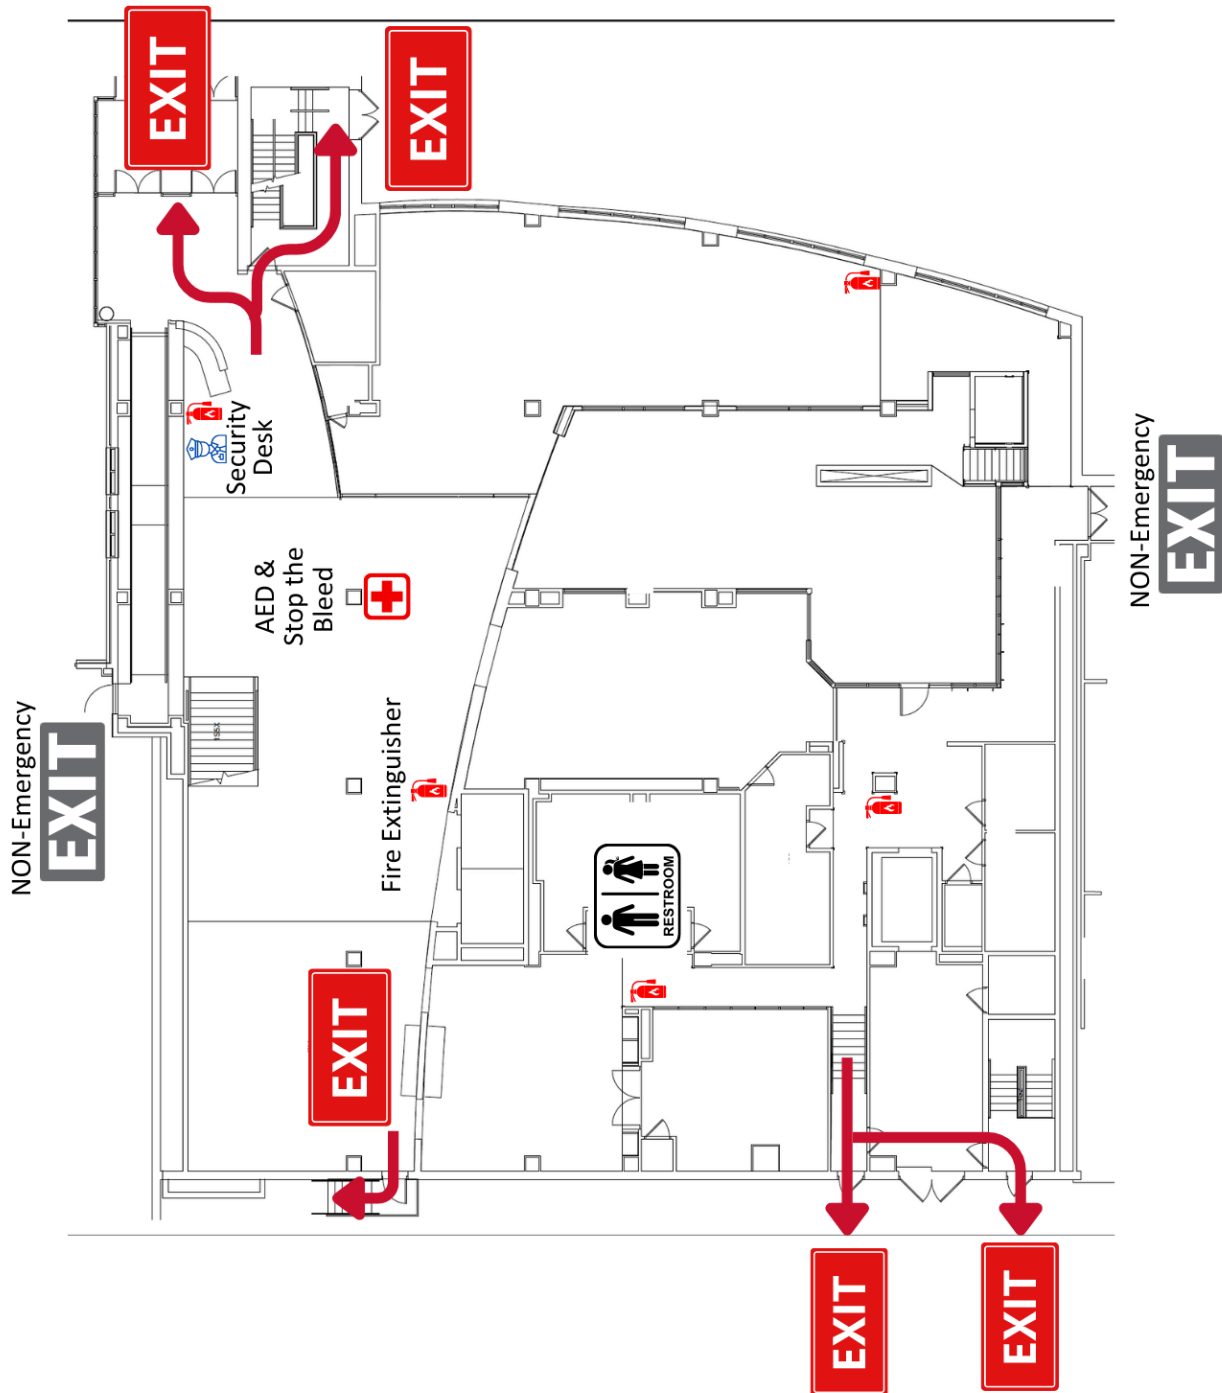 EXIT
EXIT
Security
Desk
NON-Emergency
EXIT
AED &
Stop the
Bleed
NON-Emergency
EXIT
Fire Extinguisher
RESTROOM
EXIT
EXIT
EXIT